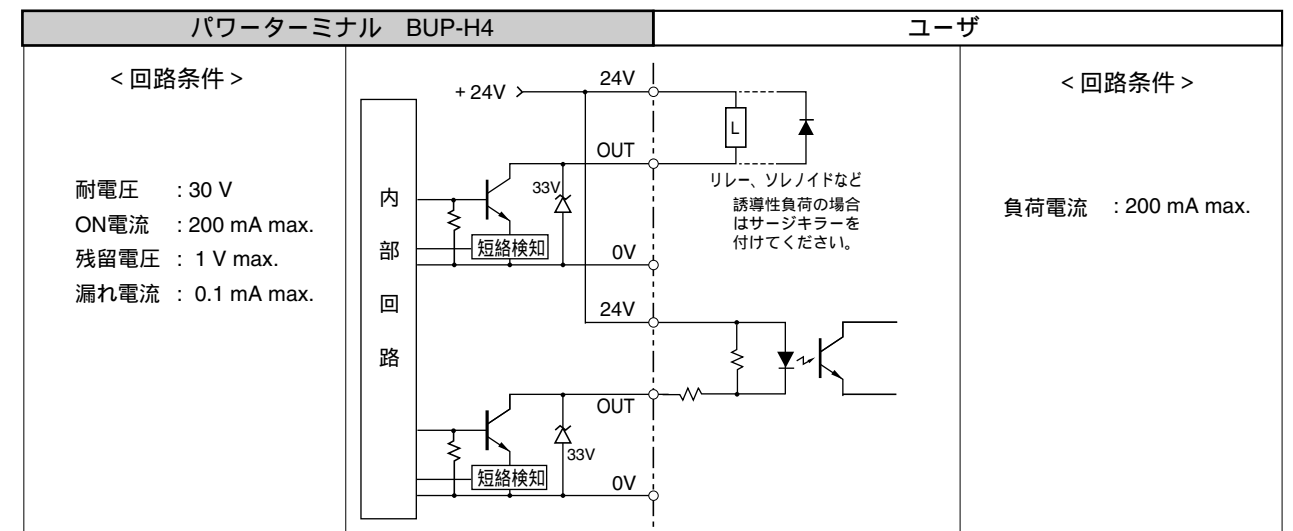 パワーターミナル BUP-H4
ユーザ
<回路条件>
耐電圧 : 30 V
ON電流 : 200 mA max.
残留電圧 : 1 V max.
漏れ電流 : 0.1 mA max.
内部回路
+24V
24V
OUT
33V
短絡検知
0V
24V
OUT
33V
短絡検知
0V
L
リレー、ソレノイドなど
誘導性負荷の場合
はサージキラーを
付けてください。
<回路条件>
負荷電流 : 200 mA max.